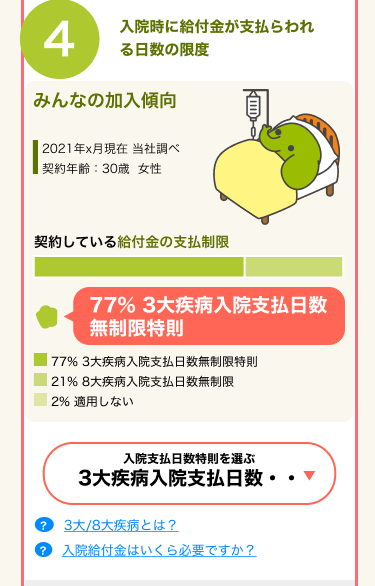 4
入院時に給付金が支払らわれ
る日数の限度
みんなの加入傾向
2021年x月現在 当社調べ
契約年齢：30歳 女性
契約している給付金の支払制限
77% 3大疾病入院支払日数
無制限特則
77% 3大疾病入院支払日数無制限特則
21% 8大疾病入院支払日数無制限
2% 適用しない
入院支払日数特則を選ぶ
3大疾病入院支払日数・・
? 3大/8大疾病とは？
? 入院給付金はいくら必要ですか？